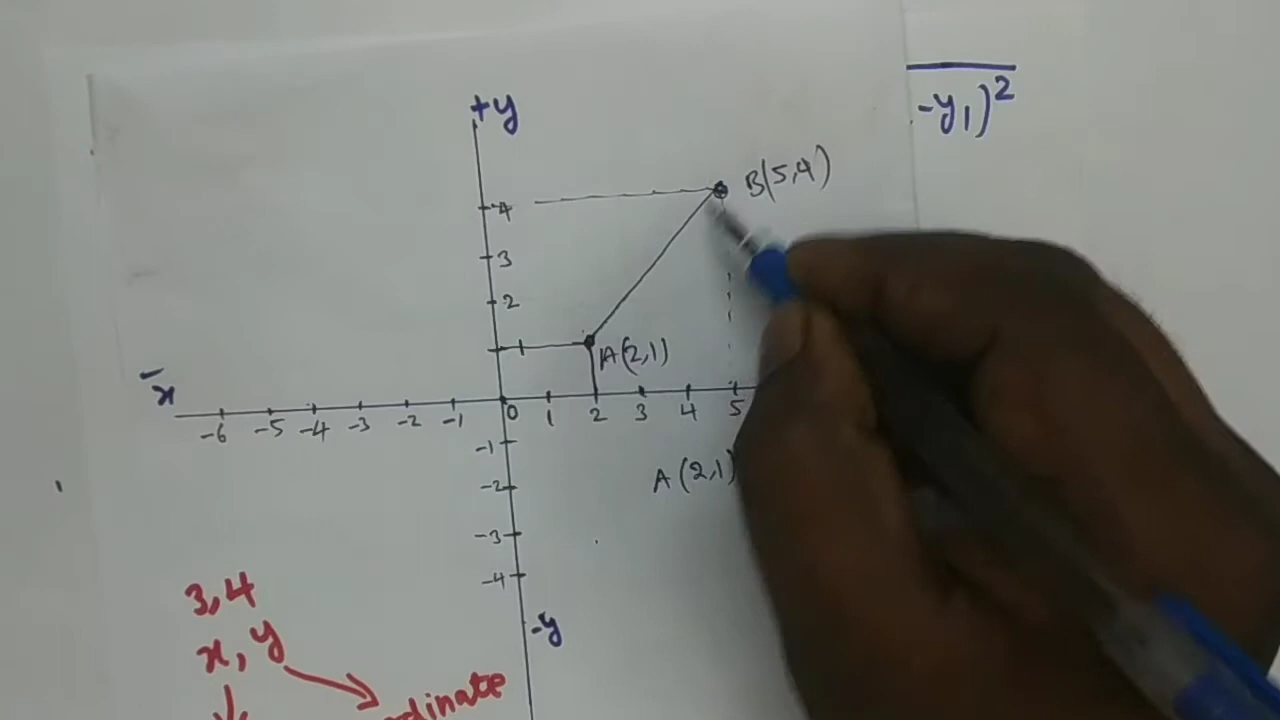 -y₁)²
+y
B(5,4)
4
3
2
1
A(2,1)
-x
-6 -5 -4 -3 -2 -1 0 1 2 3 4 5
-1
A(2,1)
-2
-3
-4
3,4
-y
x, y